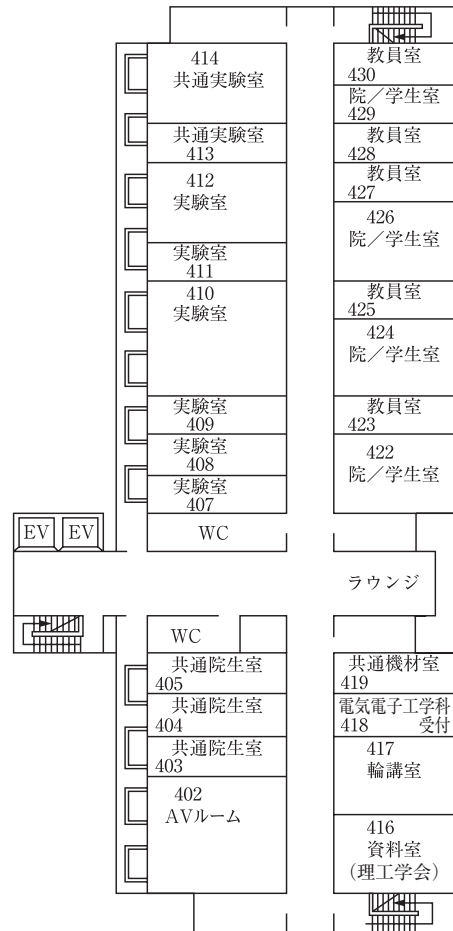 414
共通実験室
共通実験室
413
412
実験室
実験室
411
410
実験室
実験室
409
実験室
408
実験室
407
教員室
430
院／学生室
429
教員室
428
教員室
427
426
院／学生室
教員室
425
424
院／学生室
教員室
423
422
院／学生室
EV
EV
WC
ラウンジ
WC
共通院生室
405
共通院生室
404
共通院生室
403
402
AVルーム
共通機材室
419
電気電子工学科
418 受付
417
輪講室
416
資料室
(理工学会)